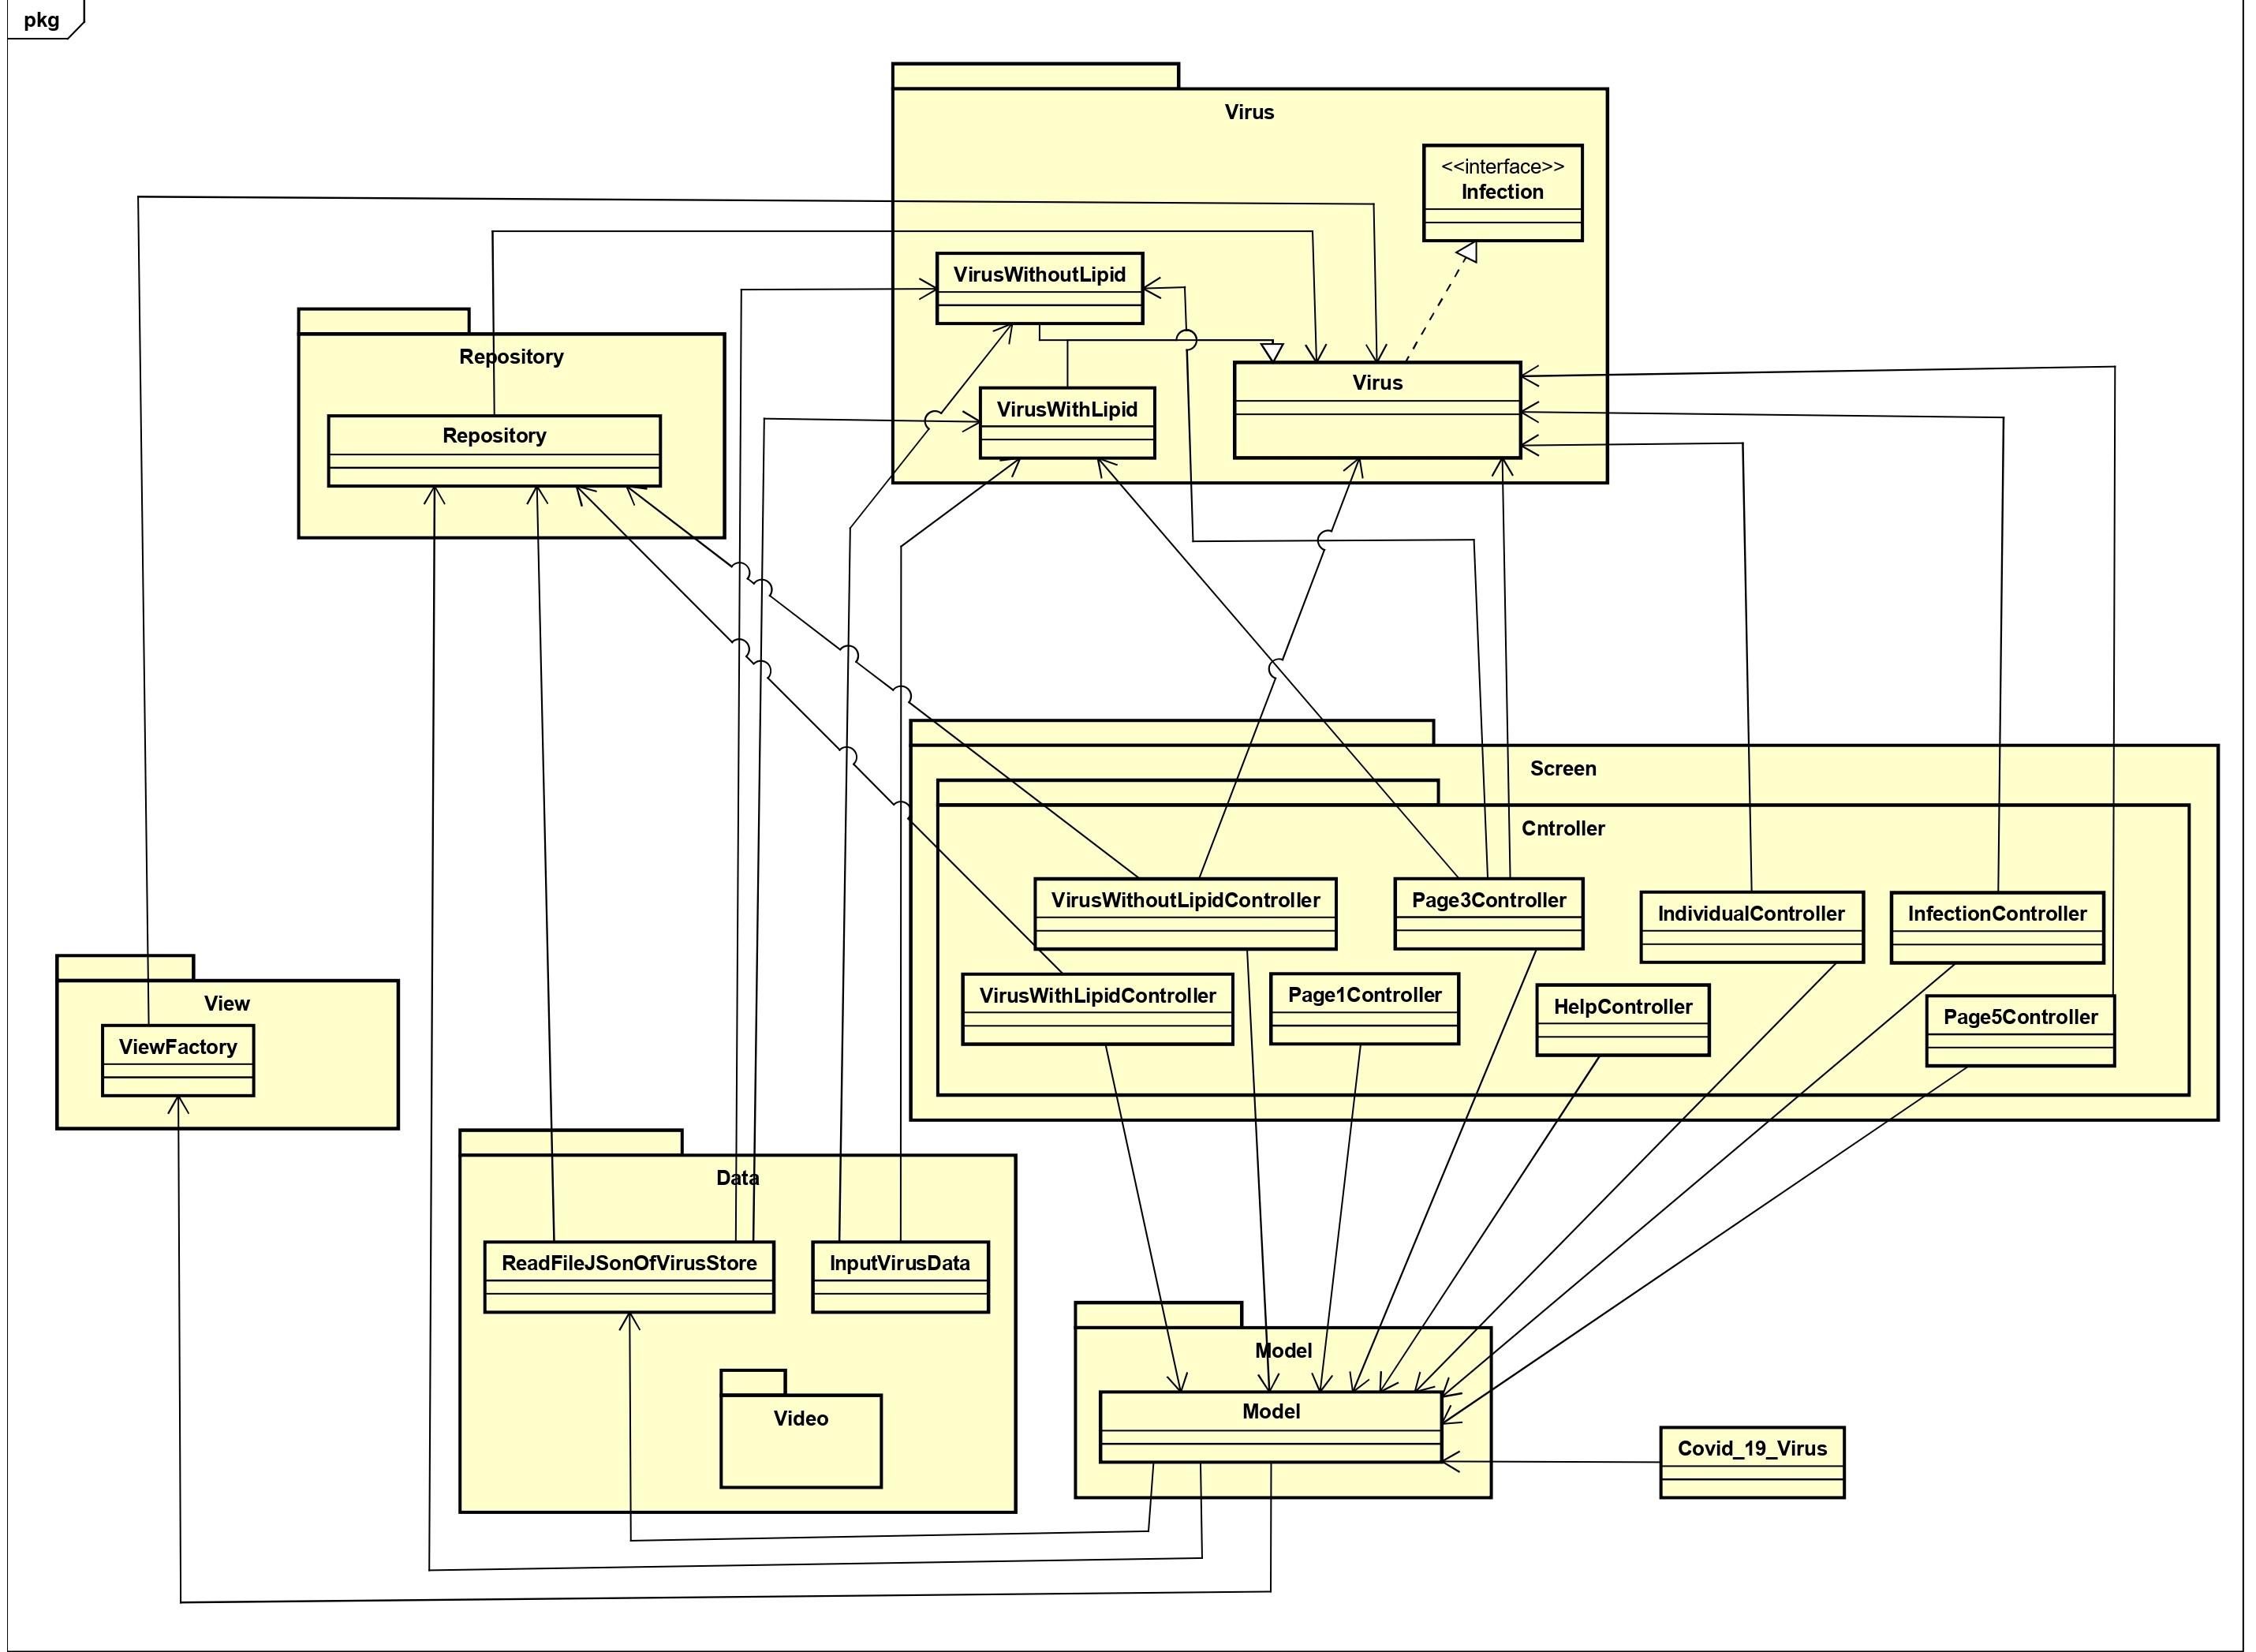 pkg
Virus
<<interface>>
Infection
VirusWithoutLipid
VirusWithLipid
Virus
Repository
Repository
Screen
Cntroller
VirusWithoutLipidController
Page3Controller
IndividualController
InfectionController
VirusWithLipidController
Page1Controller
HelpController
Page5Controller
View
ViewFactory
Data
ReadFileJSonOfVirusStore
InputVirusData
Video
Model
Model
Covid_19_Virus